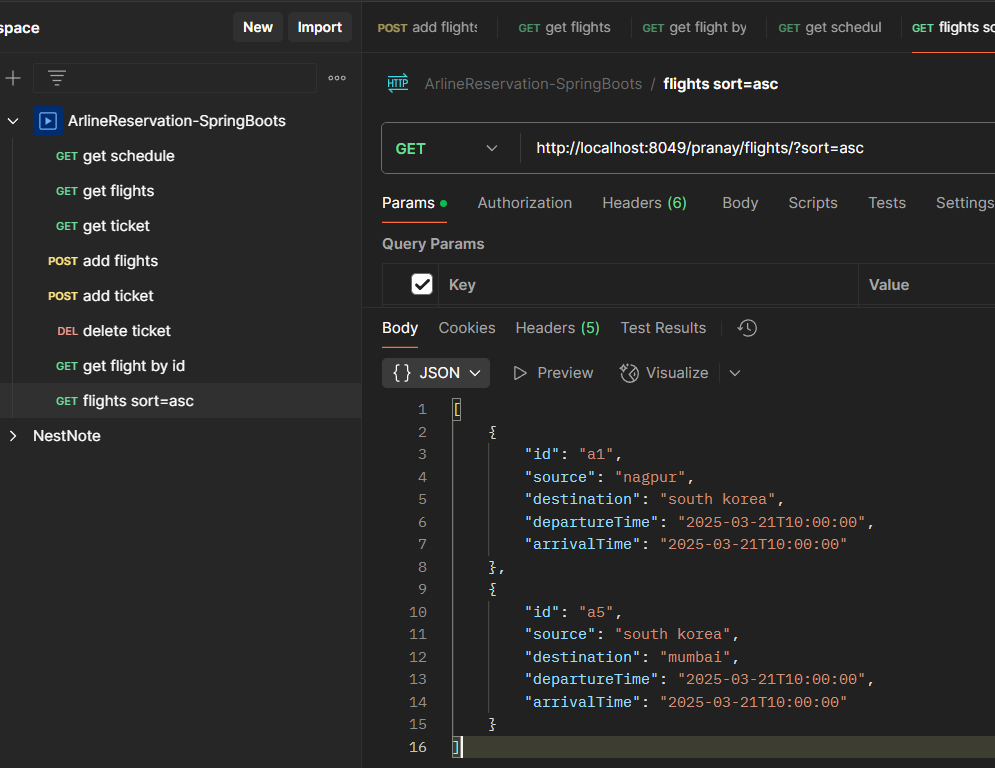 space
New
Import
POST add flights
GET get flights
GET get flight by
GET get schedul
GET flights so
ArlineReservation-SpringBoots / flights sort=asc
ArlineReservation-SpringBoots
GET get schedule
GET get flights
GET get ticket
POST add flights
POST add ticket
DEL delete ticket
GET get flight by id
GET flights sort=asc
NestNote
HTTP
GET
http://localhost:8049/pranay/flights/?sort=asc
Params
Authorization
Headers (6)
Body
Scripts
Tests
Settings
Query Params
Key
Value
Body
Cookies
Headers (5)
Test Results
{} JSON
Preview
Visualize
1 [
2 {
3 "id": "a1",
4 "source": "nagpur",
5 "destination": "south korea",
6 "departureTime": "2025-03-21T10:00:00",
7 "arrivalTime": "2025-03-21T10:00:00"
8 },
9 {
10 "id": "a5",
11 "source": "south korea",
12 "destination": "mumbai",
13 "departureTime": "2025-03-21T10:00:00",
14 "arrivalTime": "2025-03-21T10:00:00"
15 }
16 ]